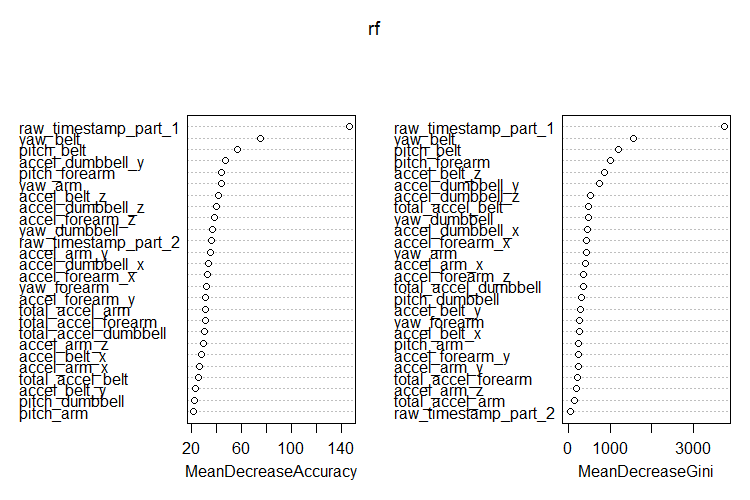 rf
raw_timestamp_part_1
yaw_belt
pitch_belt
accel_dumbbell_y
pitch_forearm
yaw_arm
accel_belt_z
accel_dumbbell_z
accel_forearm_z
yaw_dumbbell
raw_timestamp_part_2
accel_arm_y
accel_dumbbell_x
accel_forearm_x
yaw_forearm
accel_forearm_y
total_accel_arm
total_accel_forearm
total_accel_dumbbell
accel_arm_z
accel_belt_x
accel_arm_x
total_accel_belt
accel_belt_y
pitch_dumbbell
pitch_arm
20 60 100 140
MeanDecreaseAccuracy
raw_timestamp_part_1
yaw_belt
pitch_belt
pitch_forearm
accel_belt_z
accel_dumbbell_y
accel_dumbbell_z
total_accel_belt
yaw_dumbbell
accel_dumbbell_x
accel_forearm_x
yaw_arm
accel_arm_x
accel_forearm_z
total_accel_dumbbell
pitch_dumbbell
accel_belt_y
yaw_forearm
accel_belt_x
pitch_arm
accel_forearm_y
accel_arm_y
total_accel_forearm
accel_arm_z
total_accel_arm
raw_timestamp_part_2
0 1000 3000
MeanDecreaseGini